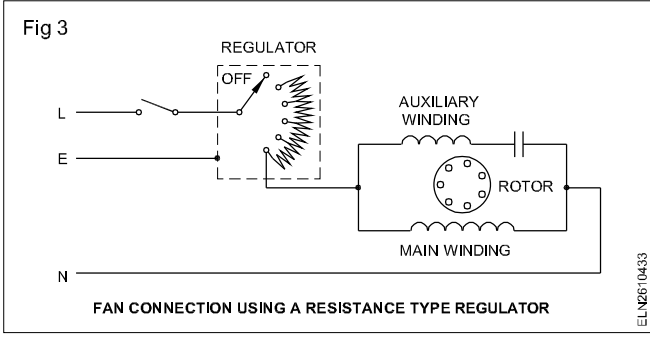 Fig 3
REGULATOR
OFF
L
AUXILIARY
WINDING
E
ROTOR
MAIN WINDING
N
FAN CONNECTION USING A RESISTANCE TYPE REGULATOR
ELN2610433